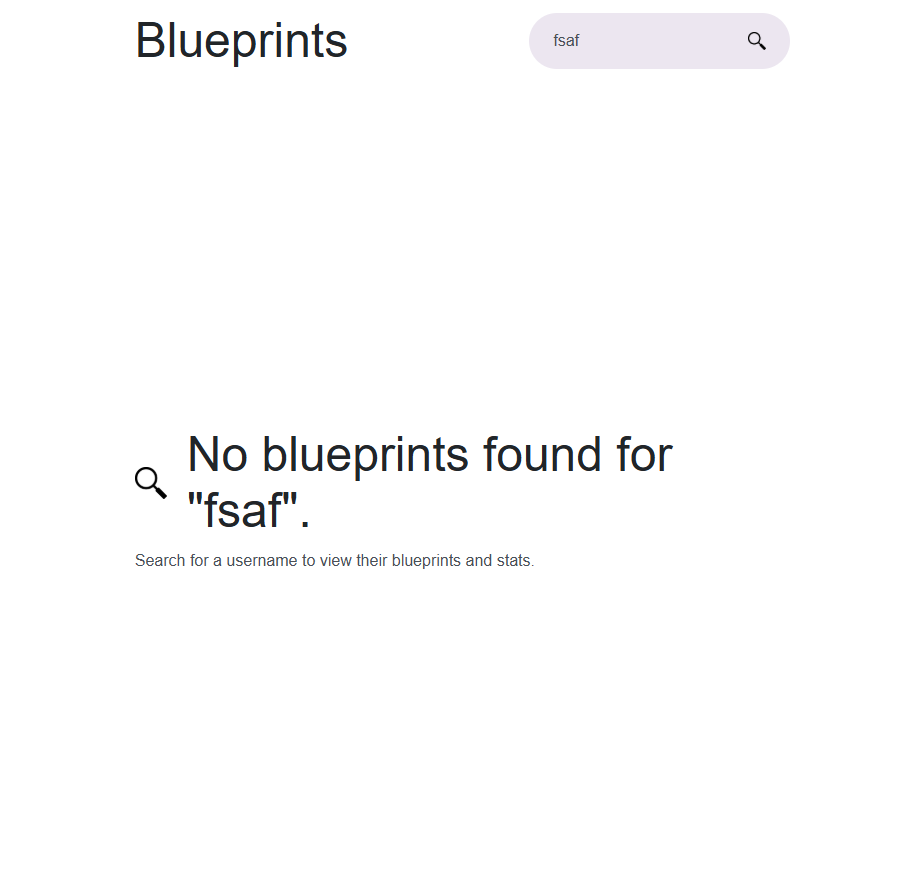 Blueprints
fsaf
No blueprints found for
"fsaf".
Search for a username to view their blueprints and stats.